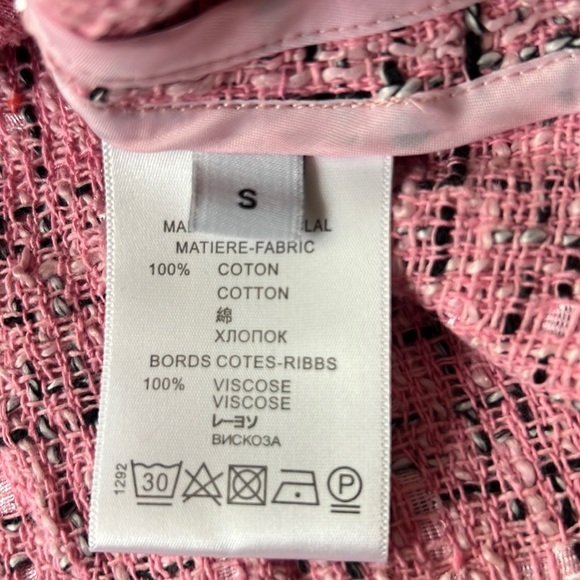 S
MATIERE-FABRIC
100% COTON
COTTON
綿
ХЛОПОК
BORDS COTES-RIBBS
100% VISCOSE
VISCOSE
レーヨソ
ВИСКОЗА
1292
30
P